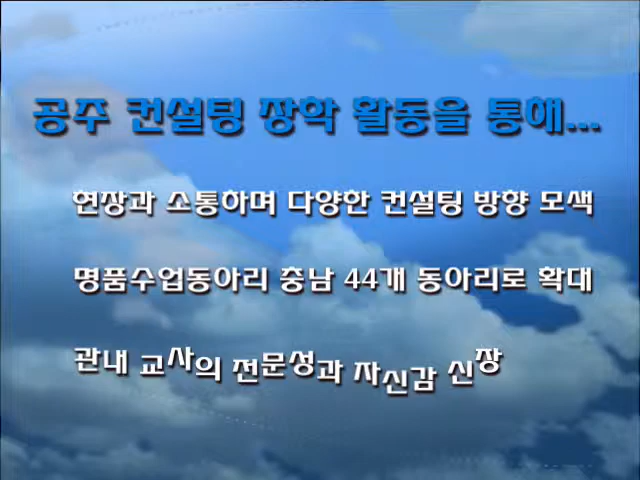 공주 컨설팅 장학 활동을 통해...
현장과 소통하며 다양한 컨설팅 방향 모색
명품수업동아리 충남 44개 동아리로 확대
관내 교사의 전문성과 자신감 신장